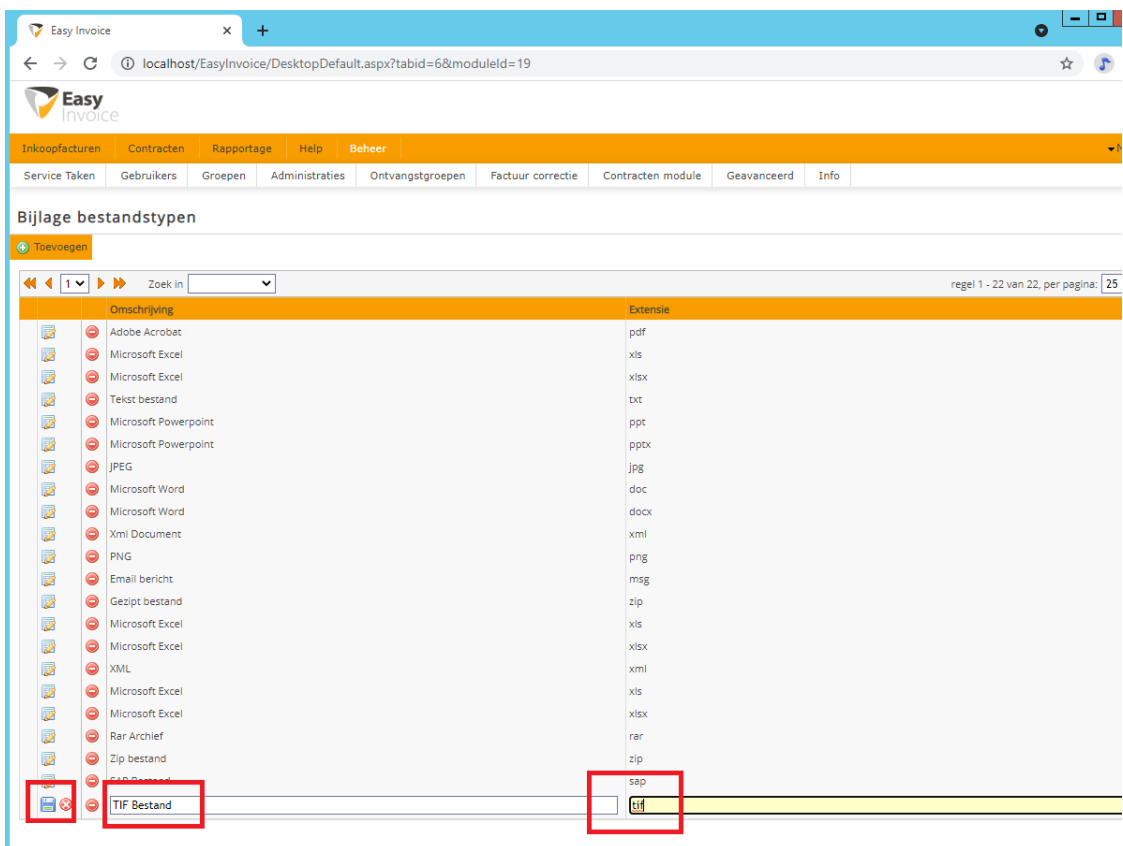 Easy Invoice
localhost/EasyInvoice/DesktopDefault.aspx?tabid=6&moduleId=19
Easy
Invoice
Inkoopfacturen Contracten Rapportage Help Beheer
Service Taken Gebruikers Groepen Administraties Ontvangstgroepen Factuur correctie Contracten module Geavanceerd Info
Bijlage bestandstypen
Toevoegen
1 Zoek in regel 1 - 22 van 22, per pagina: 25
Omschrijving Extensie
Adobe Acrobat pdf
Microsoft Excel xls
Microsoft Excel xlsx
Tekst bestand txt
Microsoft Powerpoint ppt
Microsoft Powerpoint pptx
JPEG jpg
Microsoft Word doc
Microsoft Word docx
Xml Document xml
PNG png
Email bericht msg
Gezipt bestand zip
Microsoft Excel xls
Microsoft Excel xlsx
XML xml
Microsoft Excel xls
Microsoft Excel xlsx
Rar Archief rar
Zip bestand zip
SAP Bestand sap
TIF Bestand tif